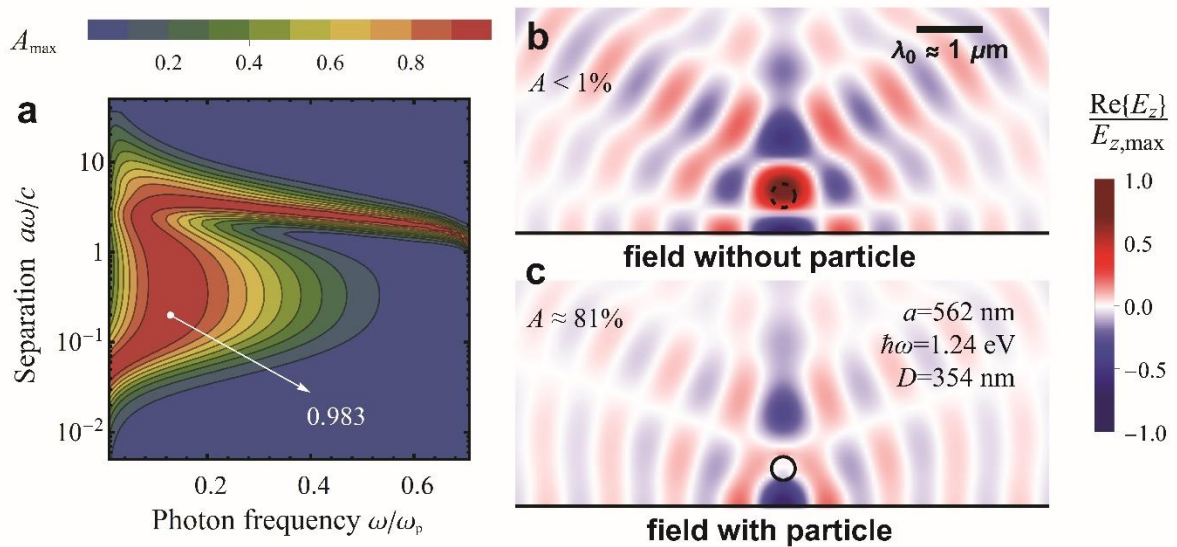 A_max
0.2 0.4 0.6 0.8
a
Separation aω/c
10
1
10⁻¹
10⁻²
0.983
0.2 0.4 0.6
Photon frequency ω/ω_p
b
A < 1%
λ₀ ≈ 1 μm
field without particle
c
A ≈ 81%
a=562 nm
ħω=1.24 eV
D=354 nm
field with particle
Re{E_z}
E_z,max
1.0
0.5
0.0
−0.5
−1.0